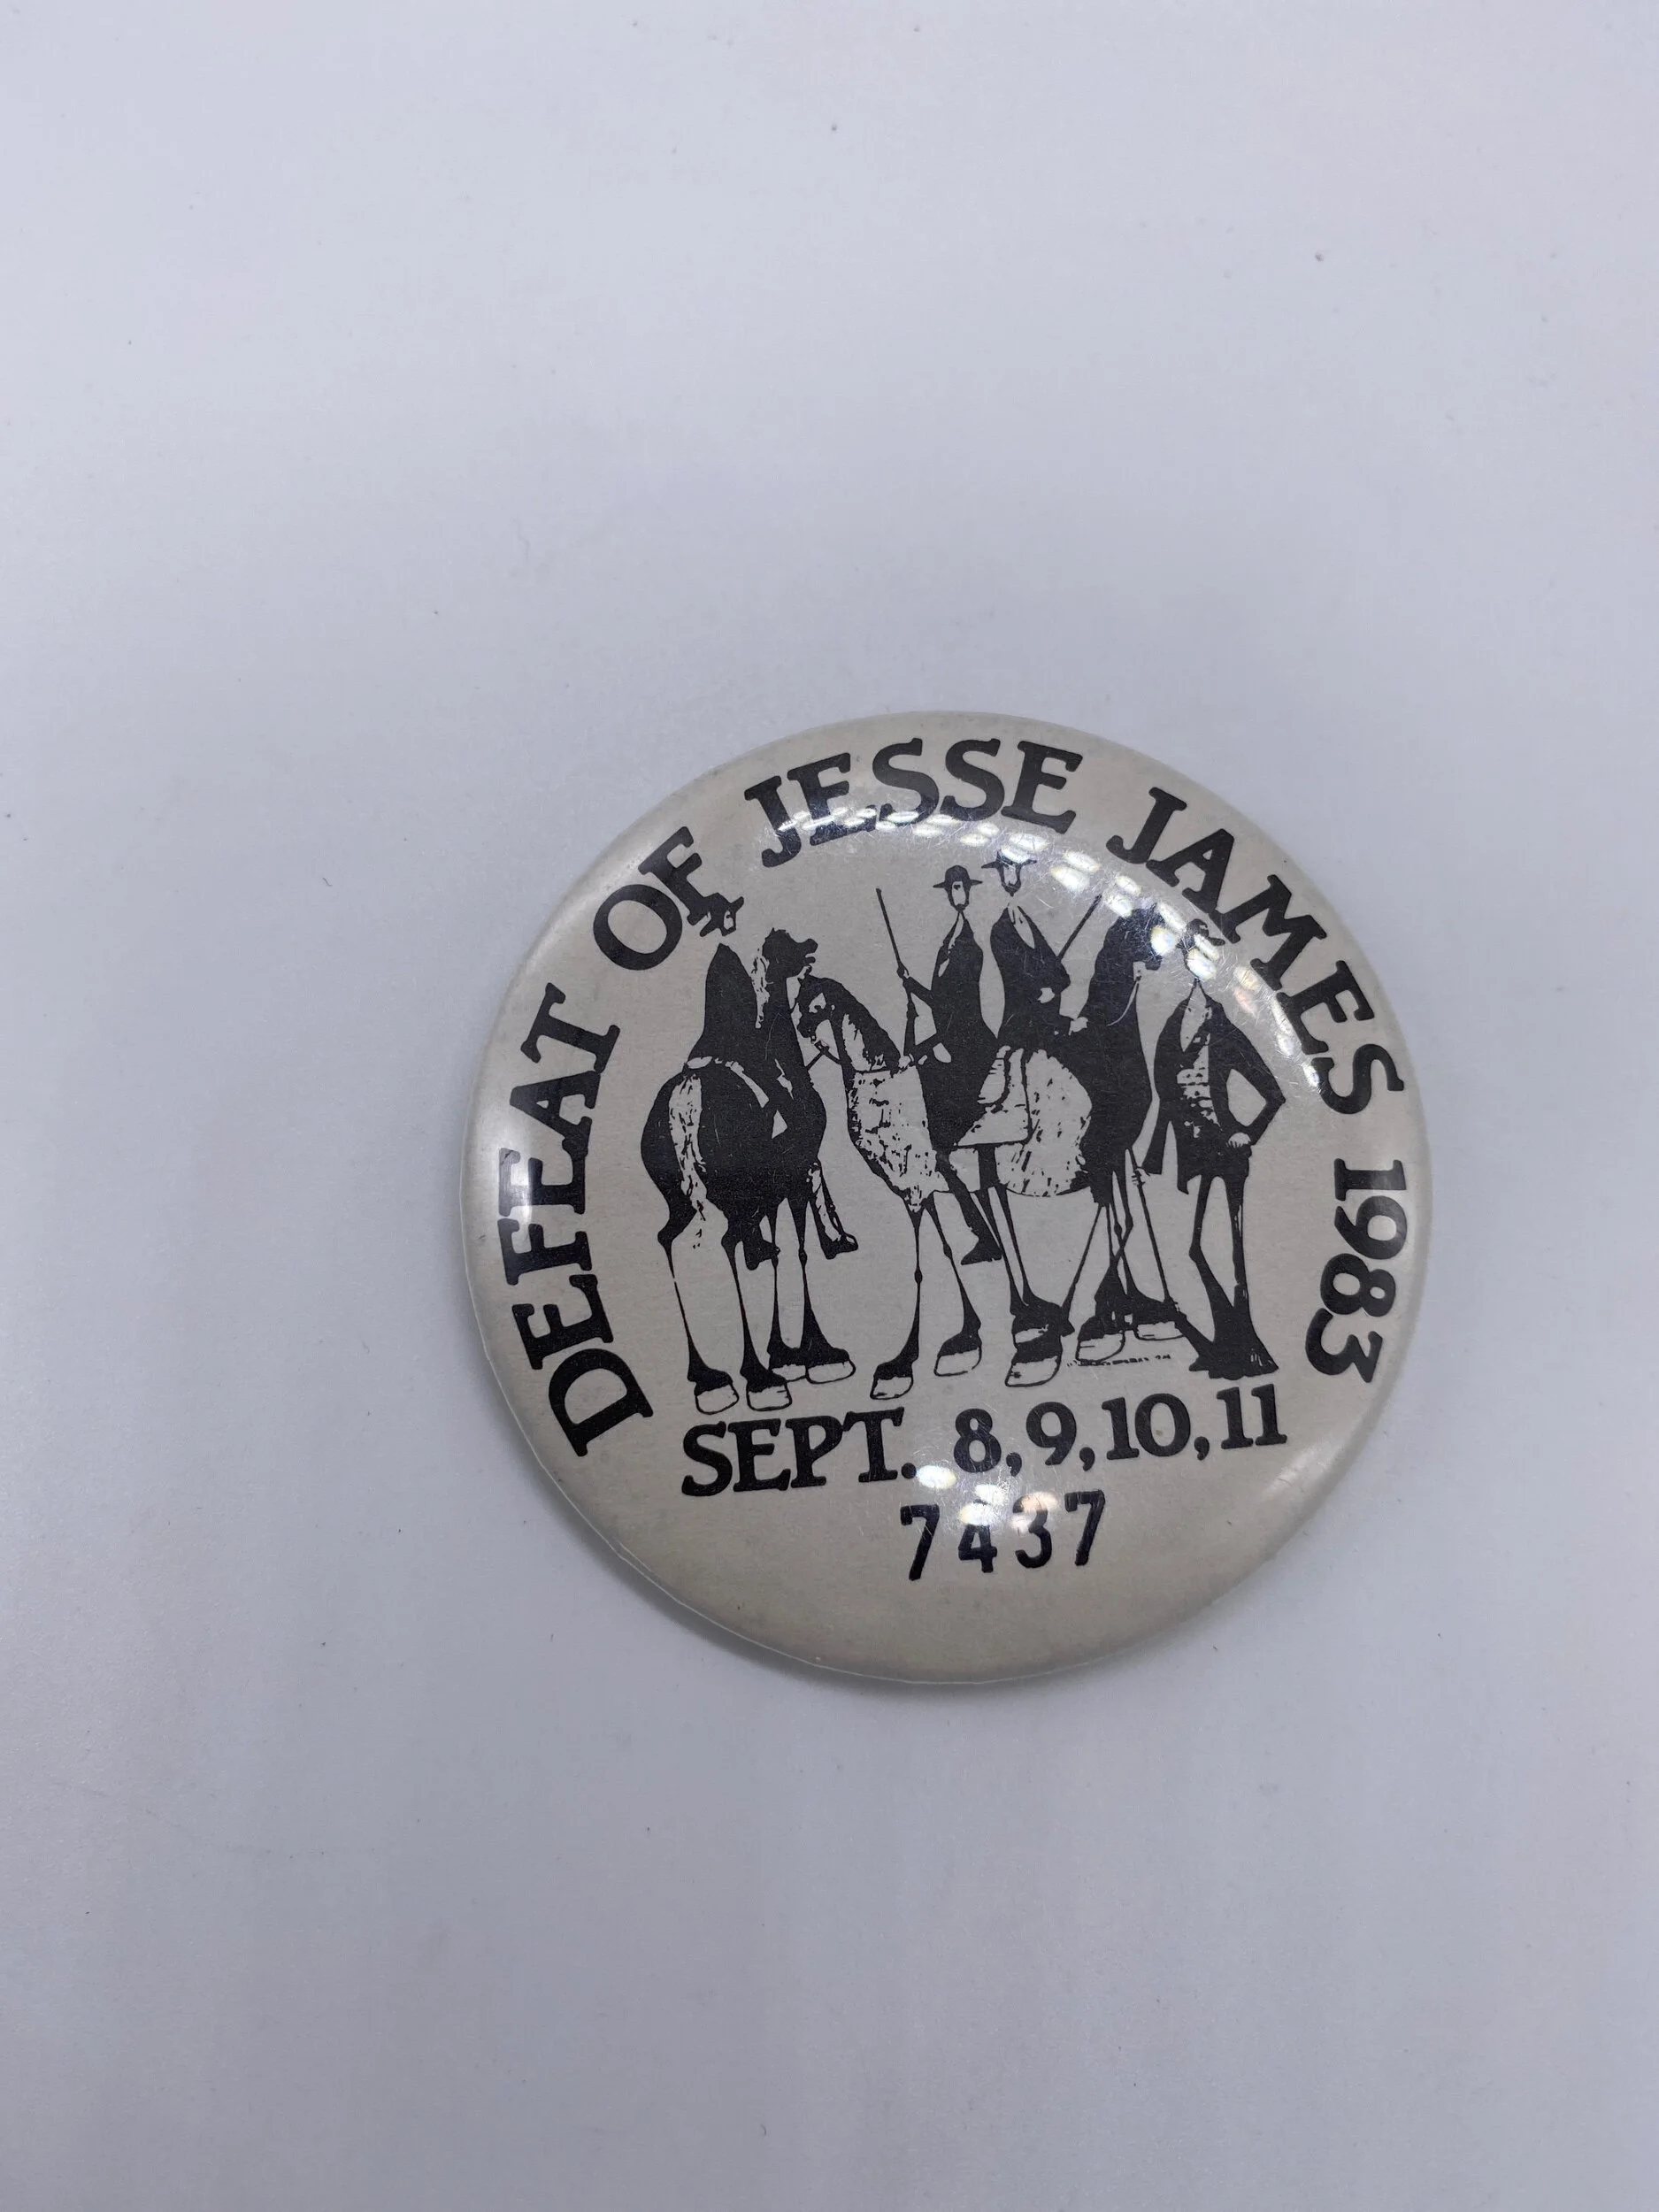 DEFEAT OF JESSE JAMES 1983
SEPT. 8,9,10,11
7437